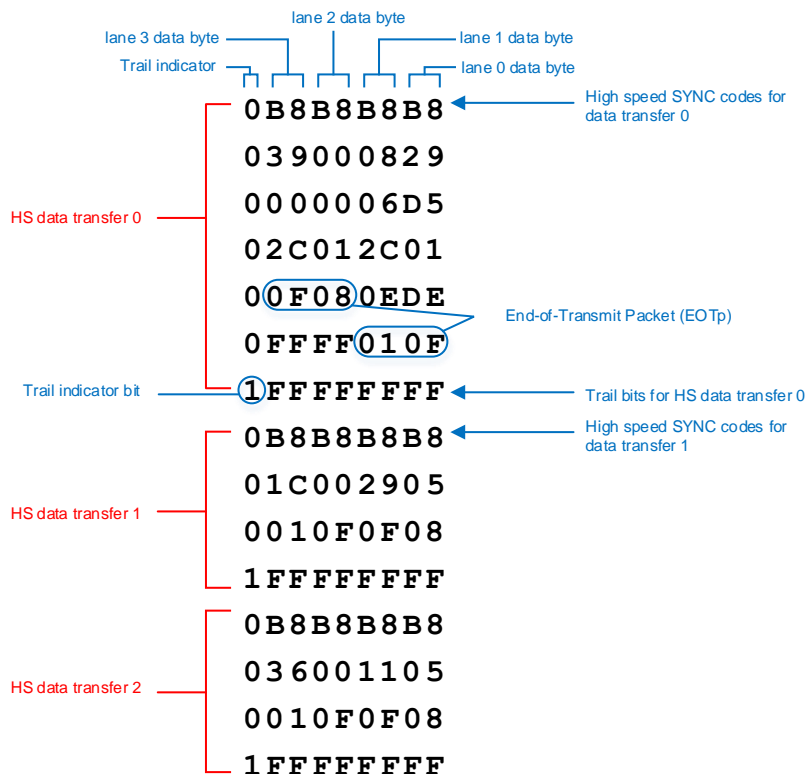 lane 2 data byte
lane 3 data byte
lane 1 data byte
Trail indicator
lane 0 data byte
0B8B8B8B8
High speed SYNC codes for
data transfer 0
039000829
0000006D5
HS data transfer 0
02C012C01
00F080EDE
End-of-Transmit Packet (EOTp)
0FFFF010F
Trail indicator bit
1FFFFFFFF
Trail bits for HS data transfer 0
0B8B8B8B8
High speed SYNC codes for
data transfer 1
01C002905
HS data transfer 1
0010F0F08
1FFFFFFFF
0B8B8B8B8
036001105
HS data transfer 2
0010F0F08
1FFFFFFFF